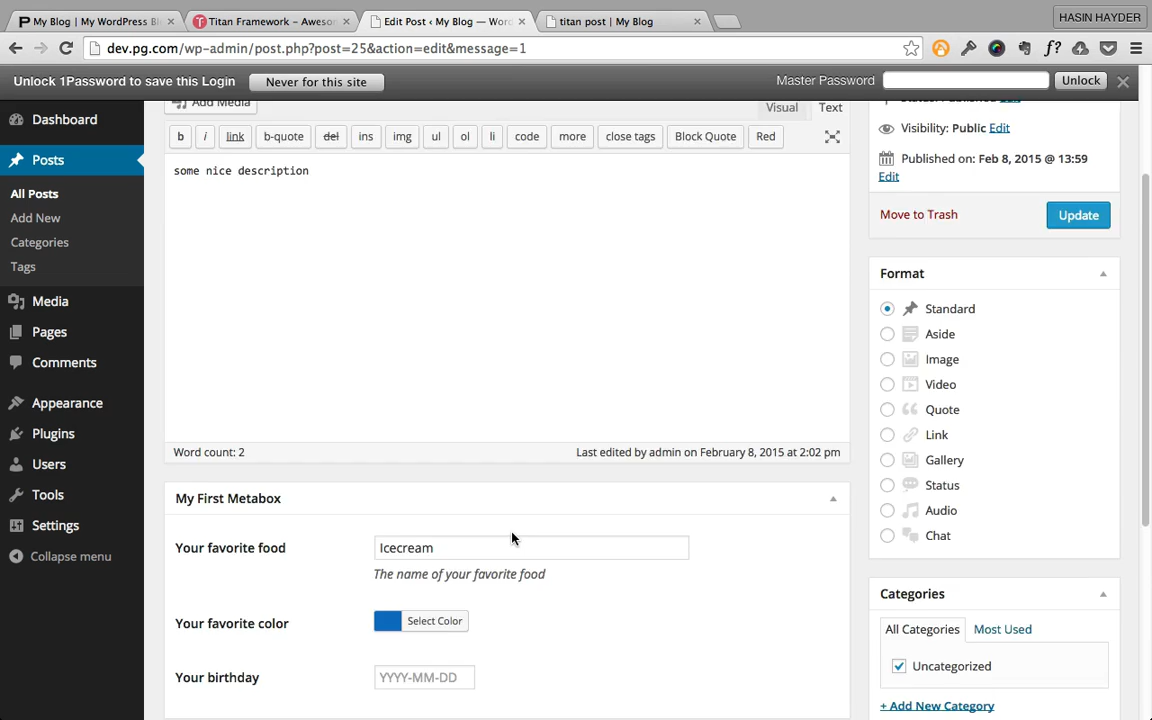 My Blog | My WordPress Bl
Titan Framework – Aweson
Edit Post ‹ My Blog — Word
titan post | My Blog
HASIN HAYDER
dev.pg.com/wp-admin/post.php?post=25&action=edit&message=1
Unlock 1Password to save this Login
Never for this site
Master Password
Unlock
Dashboard
Posts
All Posts
Add New
Categories
Tags
Media
Pages
Comments
Appearance
Plugins
Users
Tools
Settings
Collapse menu
Add Media
Visual
Text
b
i
link
b-quote
del
ins
img
ul
ol
li
code
more
close tags
Block Quote
Red
some nice description
Word count: 2
Last edited by admin on February 8, 2015 at 2:02 pm
My First Metabox
Your favorite food
Icecream
The name of your favorite food
Your favorite color
Select Color
Your birthday
YYYY-MM-DD
Status: Published Edit
Visibility: Public Edit
Published on: Feb 8, 2015 @ 13:59
Edit
Move to Trash
Update
Format
Standard
Aside
Image
Video
Quote
Link
Gallery
Status
Audio
Chat
Categories
All Categories
Most Used
Uncategorized
+ Add New Category